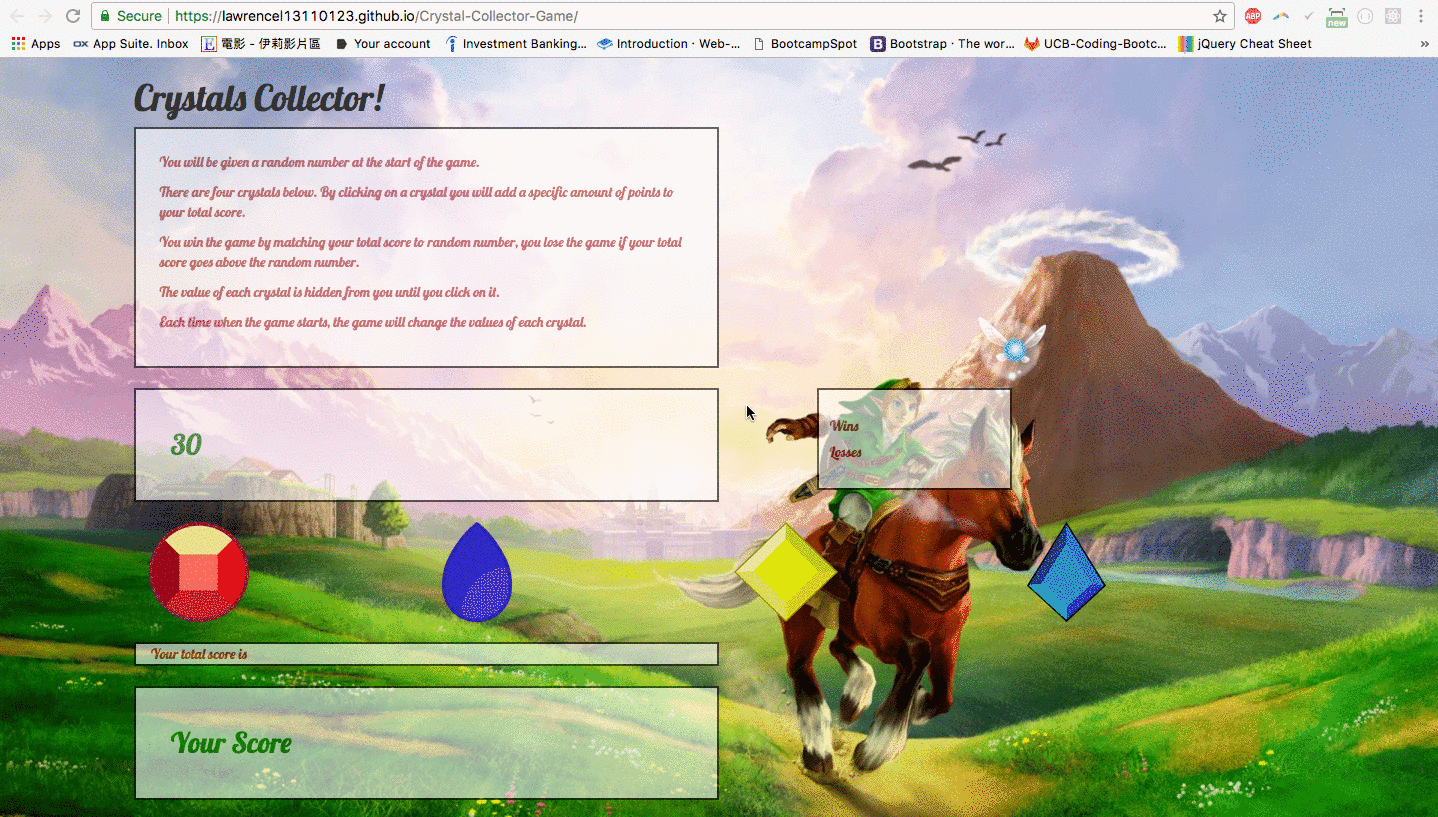 Secure https://lawrencel13110123.github.io/Crystal-Collector-Game/
ABP
new
Apps App Suite. Inbox 電影 - 伊莉影片區 Your account Investment Banking... Introduction · Web-... BootcampSpot Bootstrap · The wor... UCB-Coding-Bootc... jQuery Cheat Sheet »
Crystals Collector!
You will be given a random number at the start of the game.
There are four crystals below. By clicking on a crystal you will add a specific amount of points to
your total score.
You win the game by matching your total score to random number, you lose the game if your total
score goes above the random number.
The value of each crystal is hidden from you until you click on it.
Each time when the game starts, the game will change the values of each crystal.
30
Wins
Losses
Your total score is
Your Score